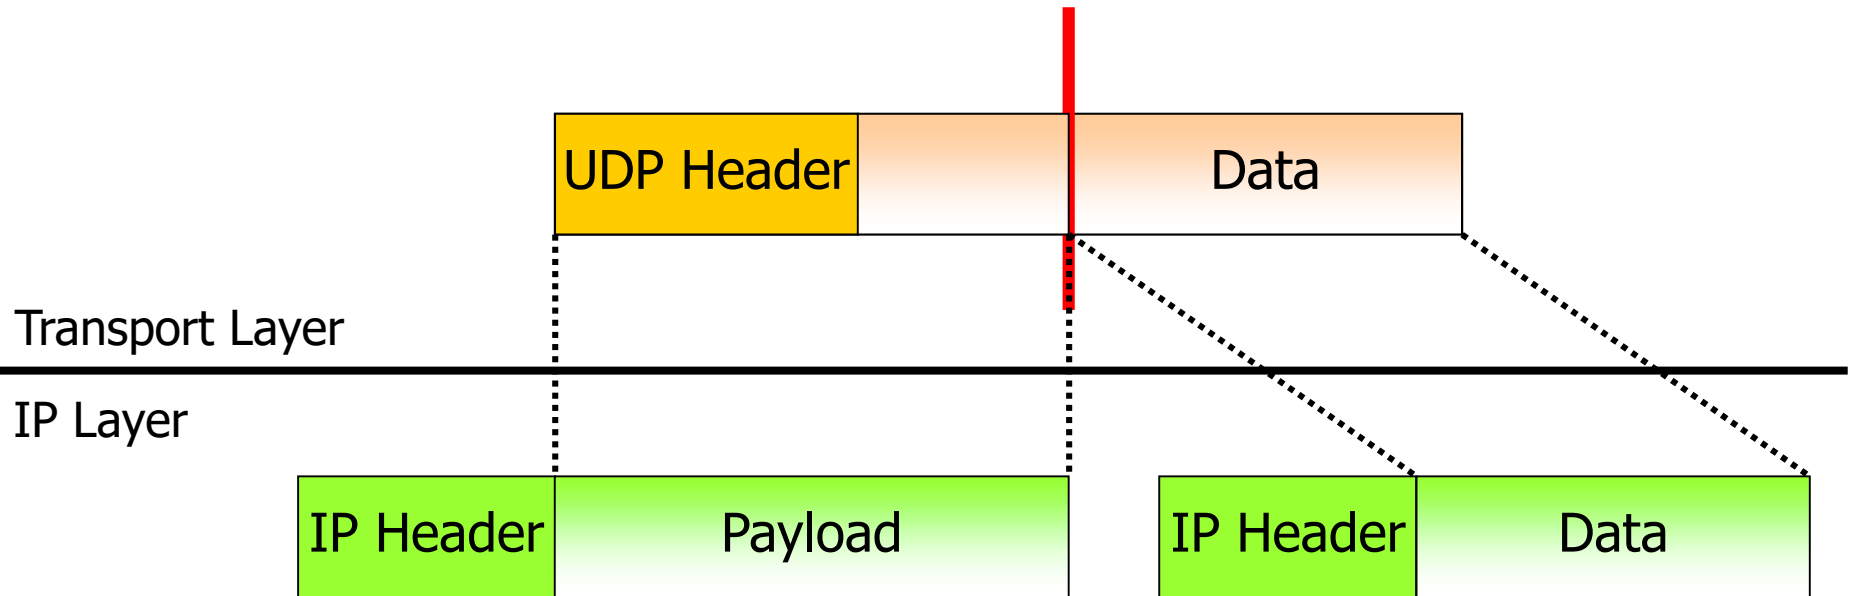 UDP Header
Data
Transport Layer
IP Layer
IP Header
Payload
IP Header
Data